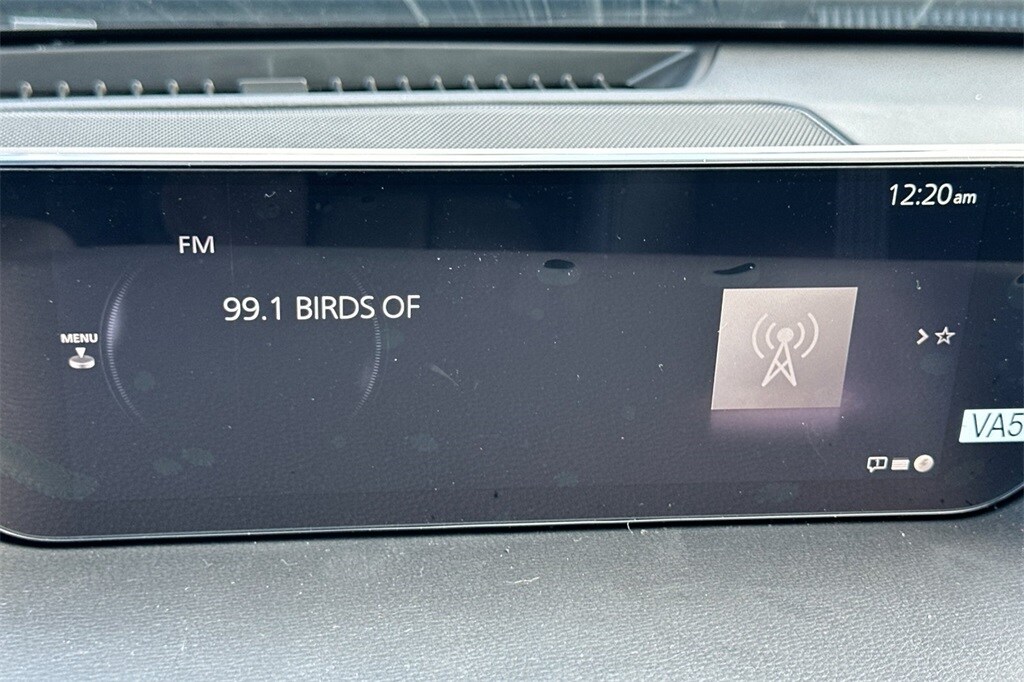 12:20am
FM
99.1 BIRDS OF
MENU
VA5